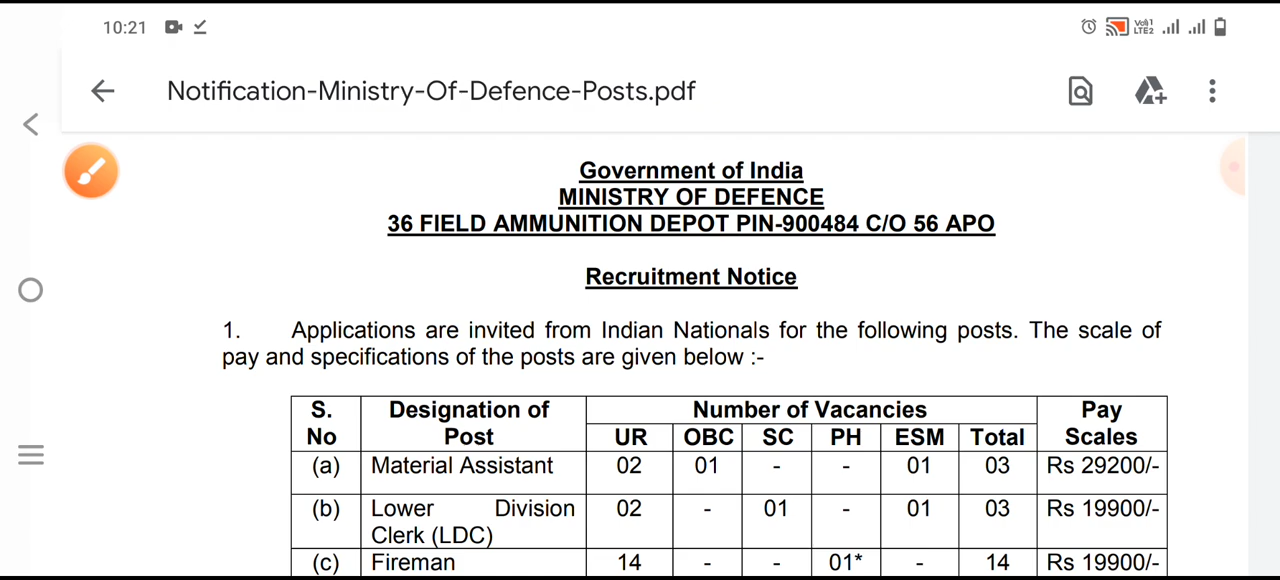 10:21
VoI)1
LTE2
Notification-Ministry-Of-Defence-Posts.pdf
Government of India
MINISTRY OF DEFENCE
36 FIELD AMMUNITION DEPOT PIN-900484 C/O 56 APO
Recruitment Notice
1. Applications are invited from Indian Nationals for the following posts. The scale of
pay and specifications of the posts are given below :-
S. No Designation of Post Number of Vacancies Pay Scales
UR OBC SC PH ESM Total
(a) Material Assistant 02 01 - - 01 03 Rs 29200/-
(b) Lower Division 02 - 01 - 01 03 Rs 19900/-
Clerk (LDC)
(c) Fireman 14 - - 01* - 14 Rs 19900/-